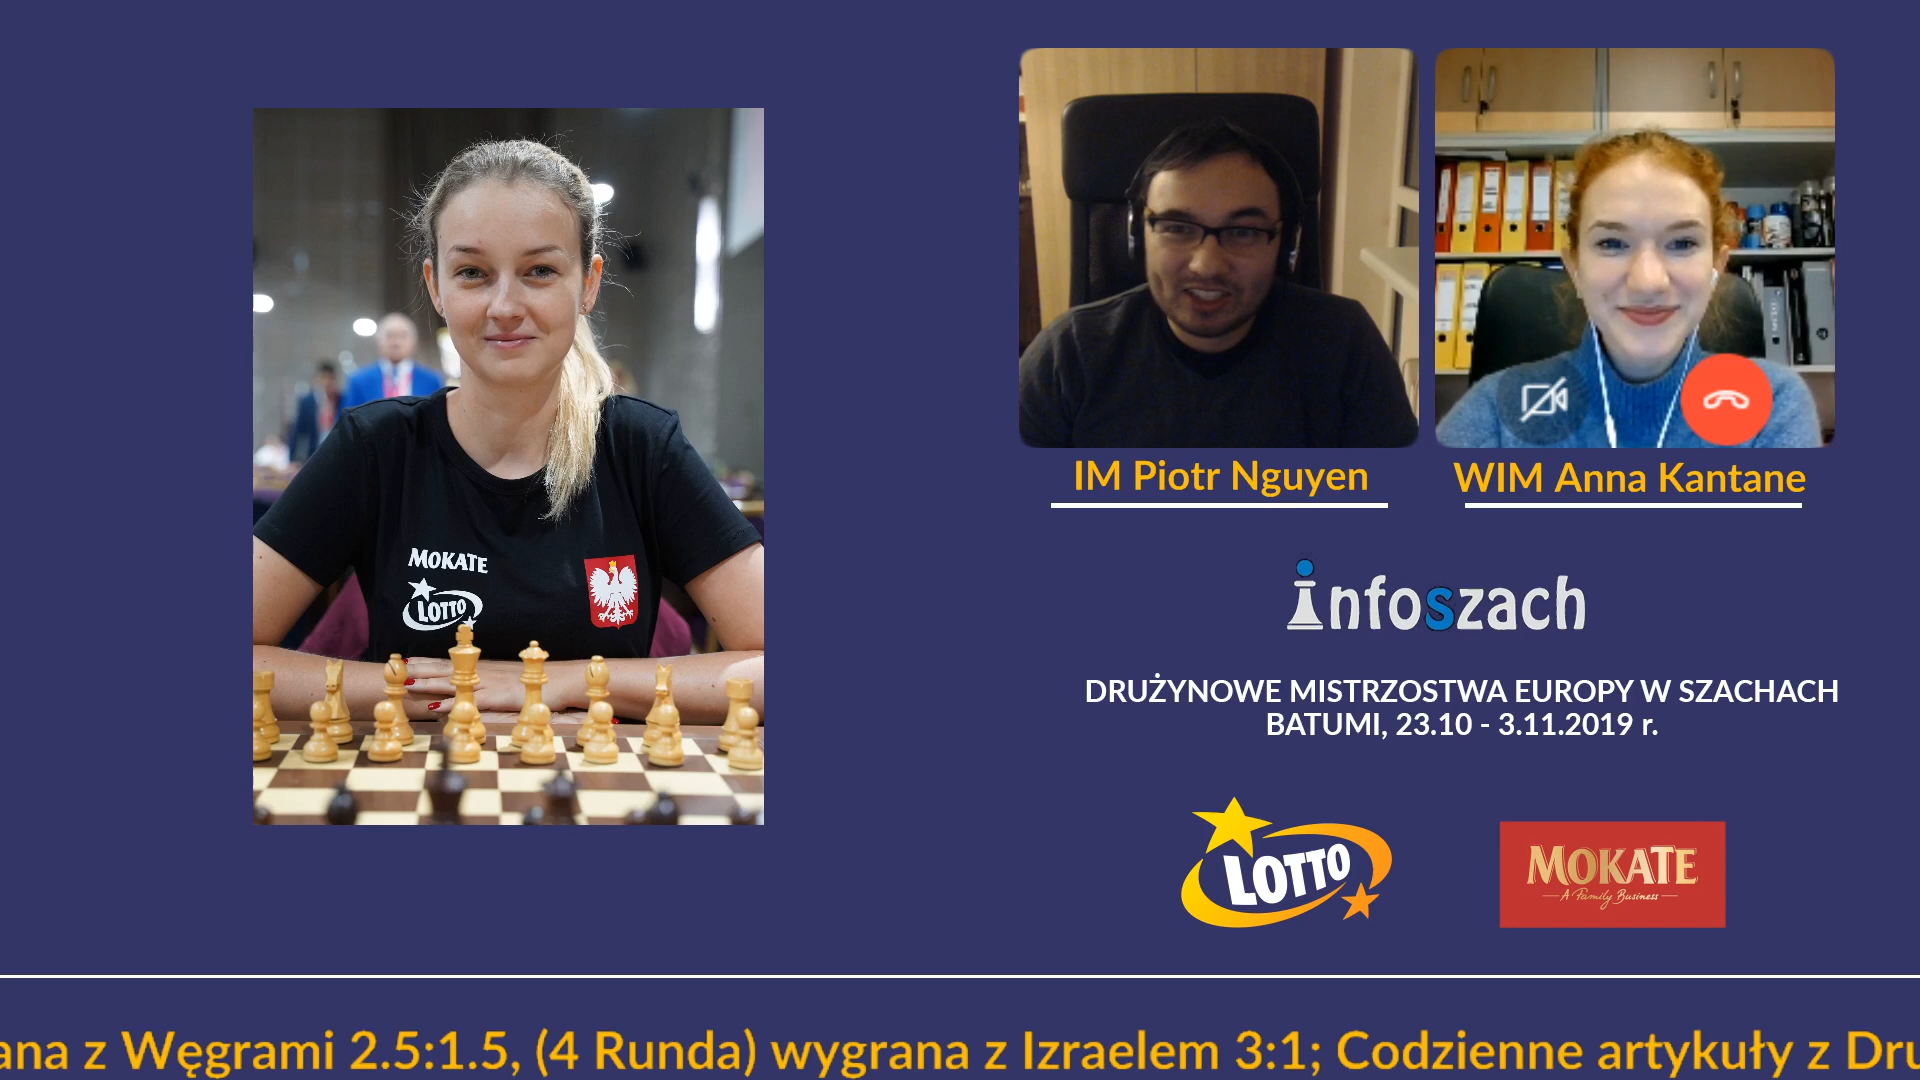 MOKATE
LOTTO
IM Piotr Nguyen
WIM Anna Kantane
infoszach
DRUŻYNOWE MISTRZOSTWA EUROPY W SZACHACH
BATUMI, 23.10 - 3.11.2019 r.
LOTTO
MOKATE
A Family Business
ana z Węgrami 2.5:1.5, (4 Runda) wygrana z Izraelem 3:1; Codzienne artykuły z Dru